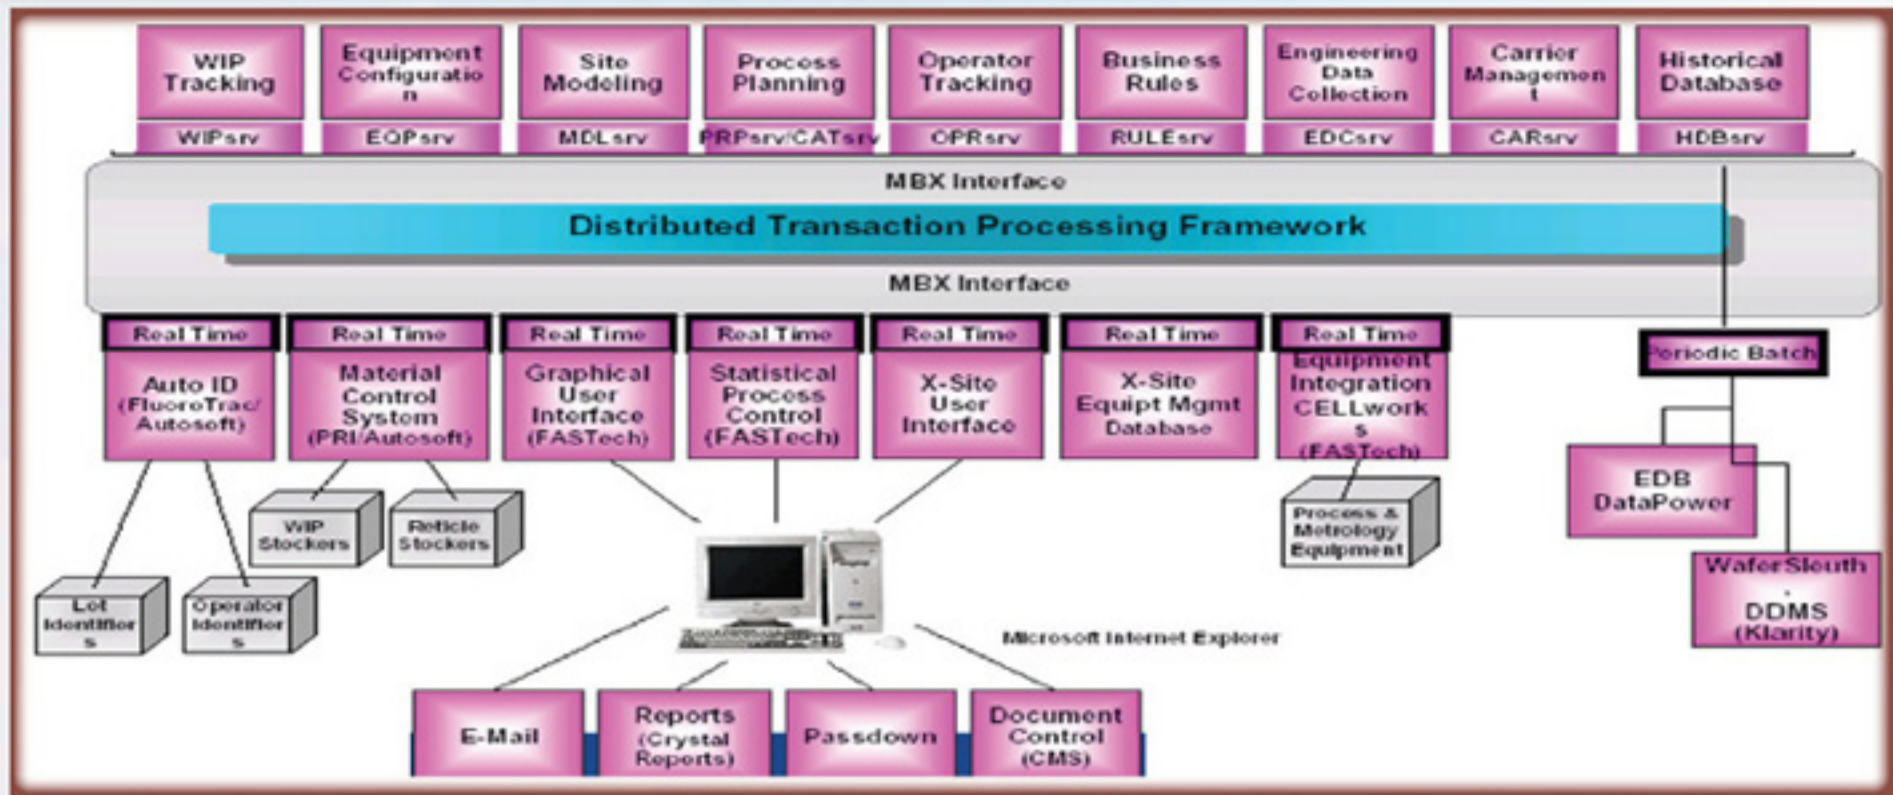 WIP
Tracking
Equipment
Configuratio
n
Site
Modeling
Process
Planning
Operator
Tracking
Business
Rules
Engineering
Data
Collection
Carrier
Managemen
t
Historical
Database
WIPsrv
EQPsrv
MDLsrv
PRPsrv/CATsrv
OPRsrv
RULEsrv
EDCsrv
CARsrv
HDBsrv
MBX Interface
Distributed Transaction Processing Framework
MBX Interface
Real Time
Real Time
Real Time
Real Time
Real Time
Real Time
Real Time
Periodic Batch
Auto ID
(FluoroTrac/
Autosoft)
Material
Control
System
(PRI/Autosoft)
Graphical
User
Interface
(FASTech)
Statistical
Process
Control
(FASTech)
X-Site
User
Interface
X-Site
Equipt Mgmt
Database
Equipment
Integration
CELLwork
s
(FASTech)
EDB
DataPower
WIP
Stockers
Reticle
Stockers
Process &
Metrology
Equipment
WaferSleuth
,
DDMS
(Klarity)
Lot
Identifier
s
Operator
Identifier
s
Microsoft Internet Explorer
E-Mail
Reports
(Crystal
Reports)
Passdown
Document
Control
(CMS)